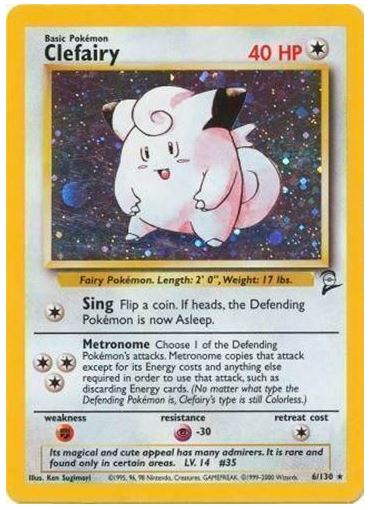 Basic Pokémon
Clefairy
40 HP
Fairy Pokémon. Length: 2' 0", Weight: 17 lbs.
Sing Flip a coin. If heads, the Defending
Pokémon is now Asleep.
Metronome Choose 1 of the Defending
Pokémon's attacks. Metronome copies that attack
except for its Energy costs and anything else
required in order to use that attack, such as
discarding Energy cards. (No matter what type the
Defending Pokémon is, Clefairy's type is still Colorless.)
weakness resistance retreat cost
-30
Its magical and cute appeal has many admirers. It is rare and
found only in certain areas. LV. 14 #35
Illus. Ken Sugimori ©1995, 96, 98 Nintendo, Creatures, GAMEFREAK. ©1999-2000 Wizards. 6/130 ★